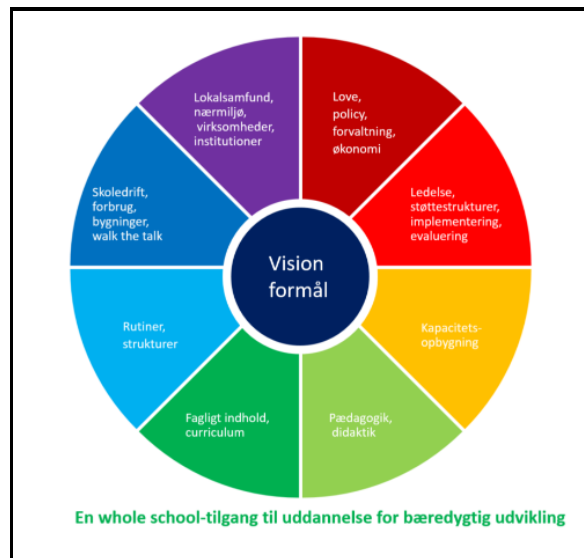 Lokalsamfund,
nærmiljø,
virksomheder,
institutioner
Love,
policy,
forvaltning,
økonomi
Skoledrift,
forbrug,
bygninger,
walk the talk
Ledelse,
støttestrukturer,
implementering,
evaluering
Vision
formål
Rutiner,
strukturer
Kapacitets-
opbygning
Fagligt indhold,
curriculum
Pædagogik,
didaktik
En whole school-tilgang til uddannelse for bæredygtig udvikling